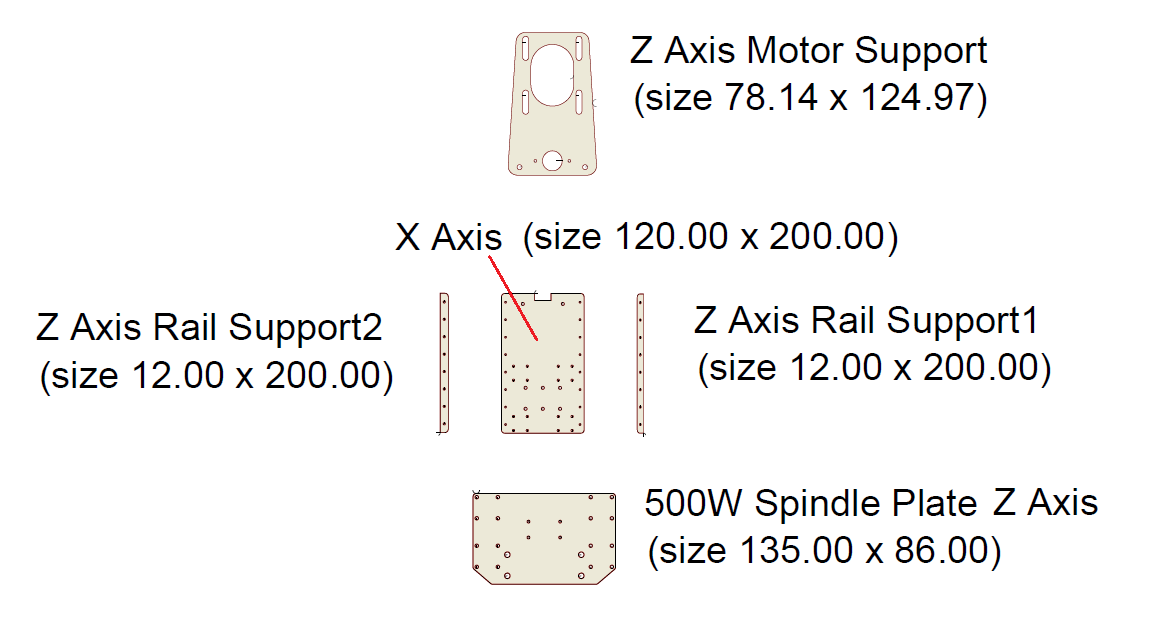 Z Axis Motor Support
(size 78.14 x 124.97)
X Axis (size 120.00 x 200.00)
Z Axis Rail Support2
(size 12.00 x 200.00)
Z Axis Rail Support1
(size 12.00 x 200.00)
500W Spindle Plate Z Axis
(size 135.00 x 86.00)